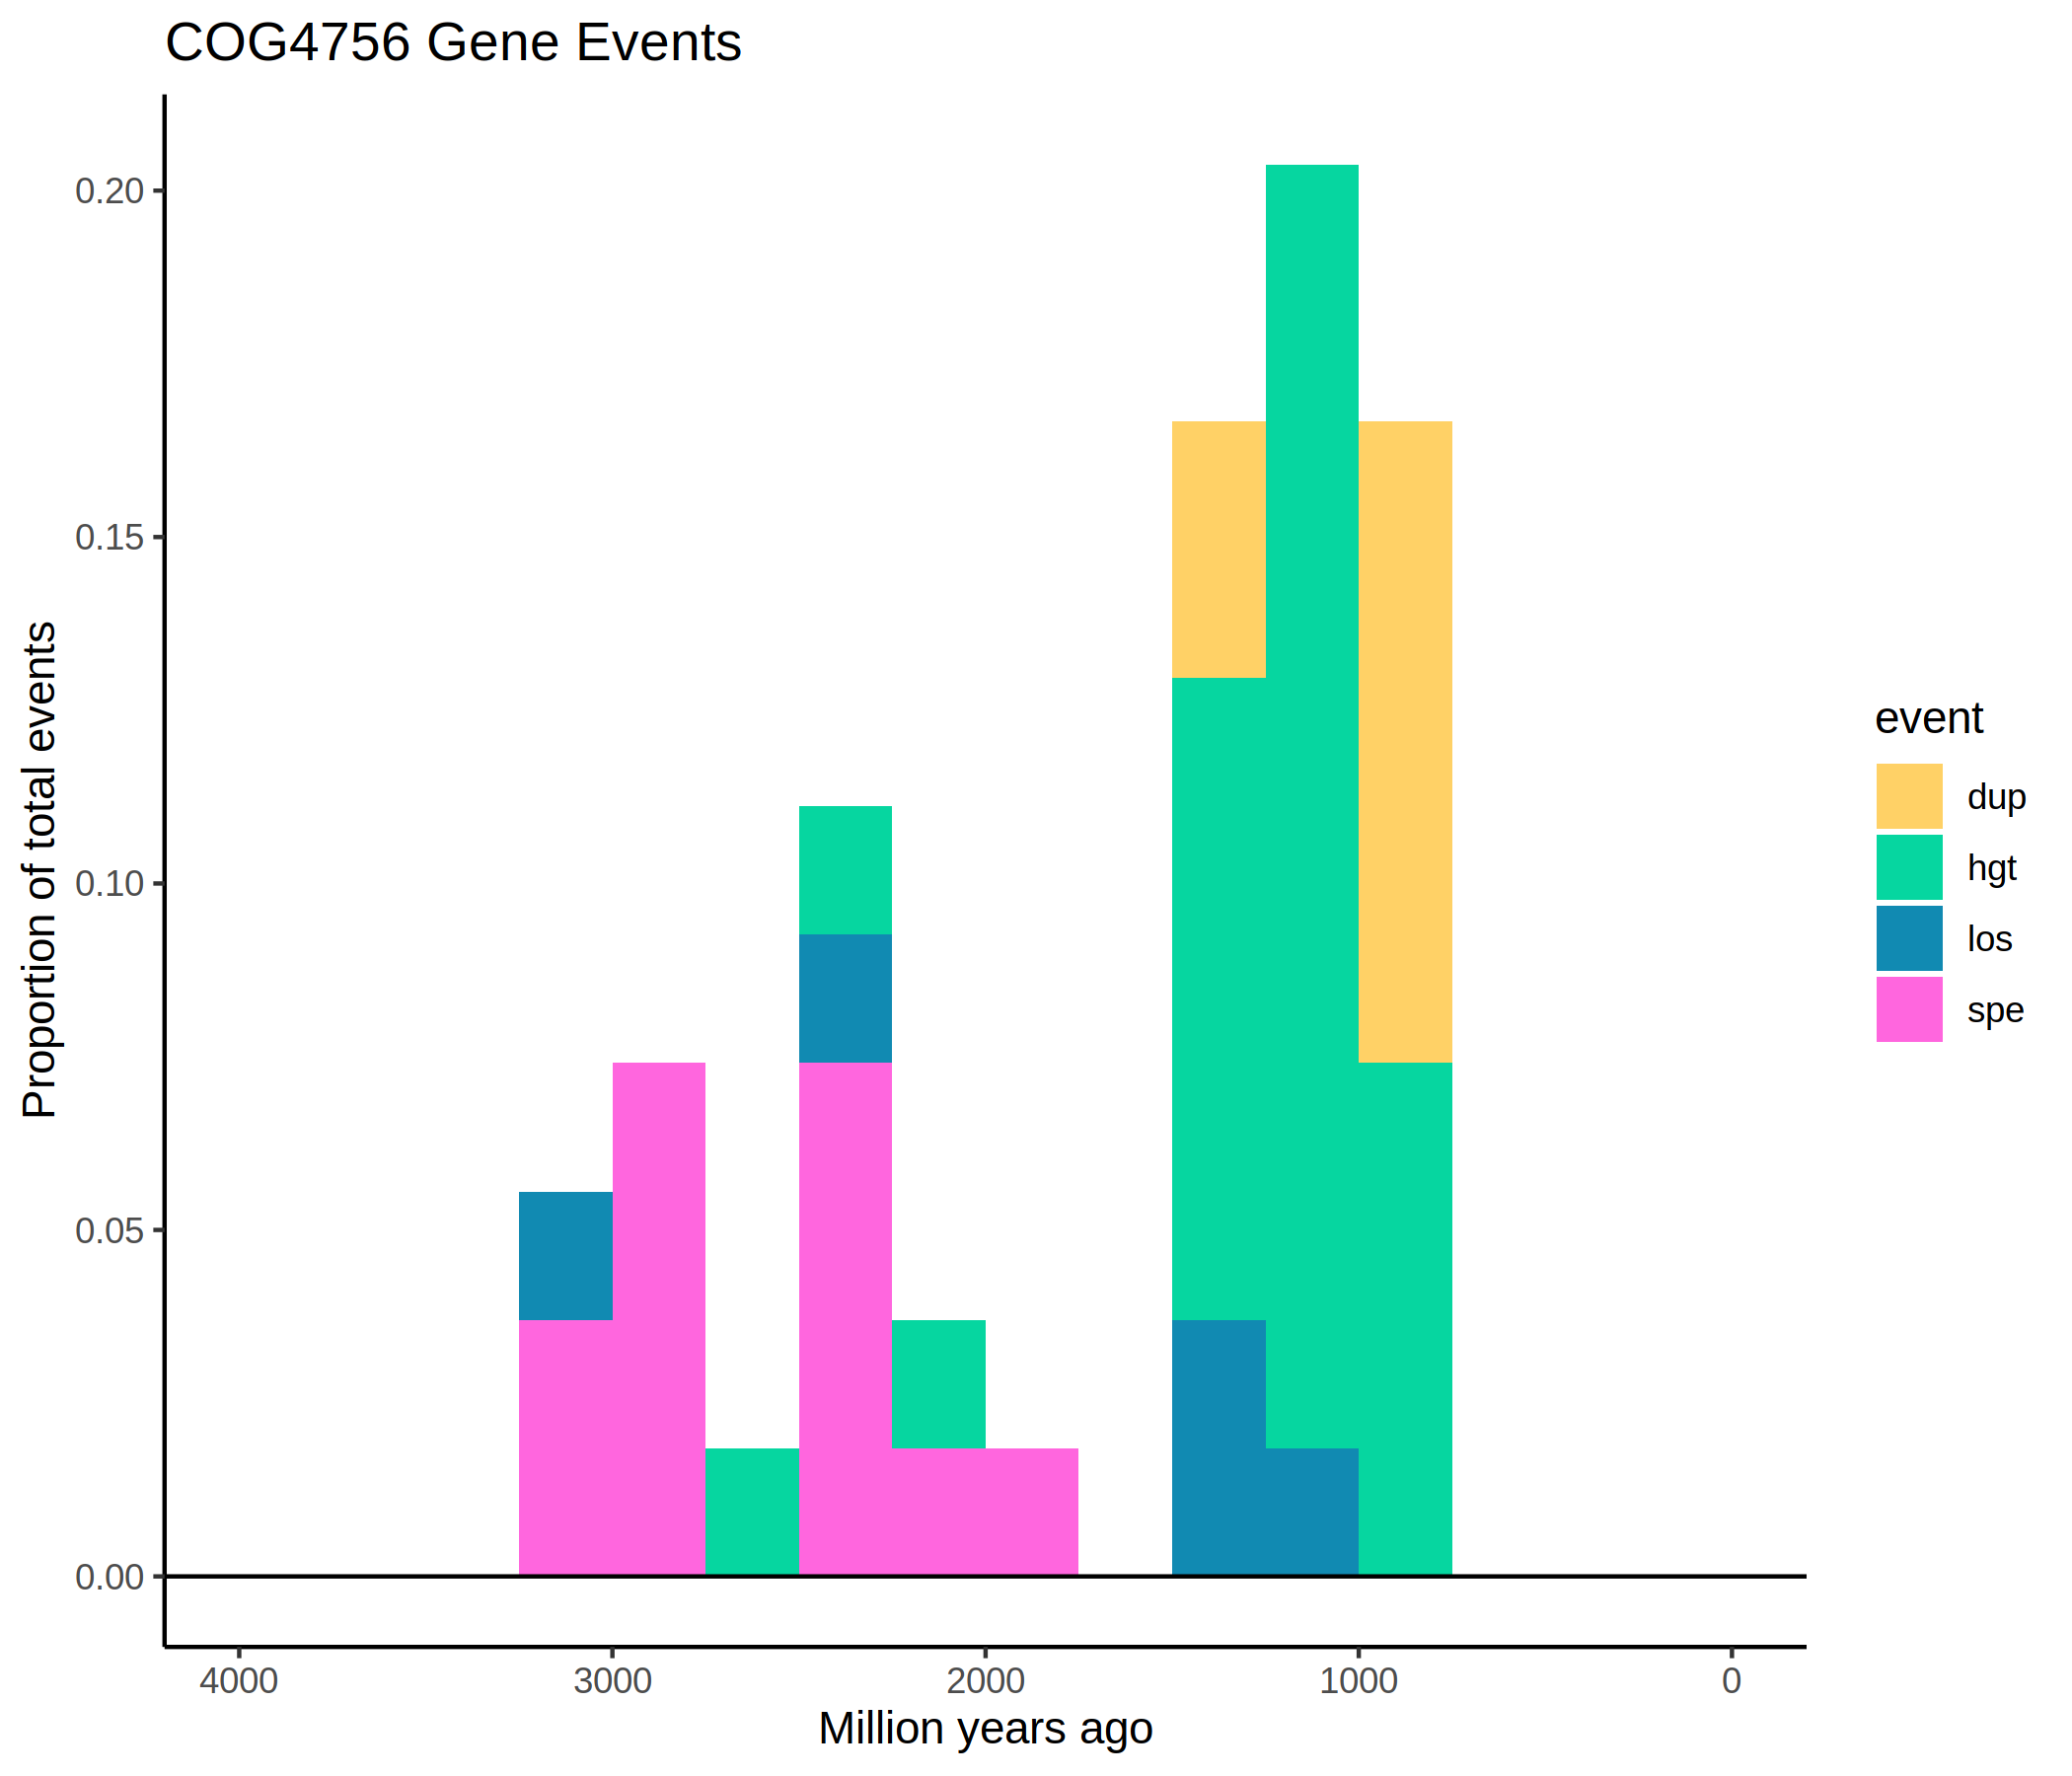 COG4756 Gene Events
Proportion of total events
0.20
0.15
0.10
0.05
0.00
4000 3000 2000 1000 0
Million years ago
event
dup
hgt
los
spe